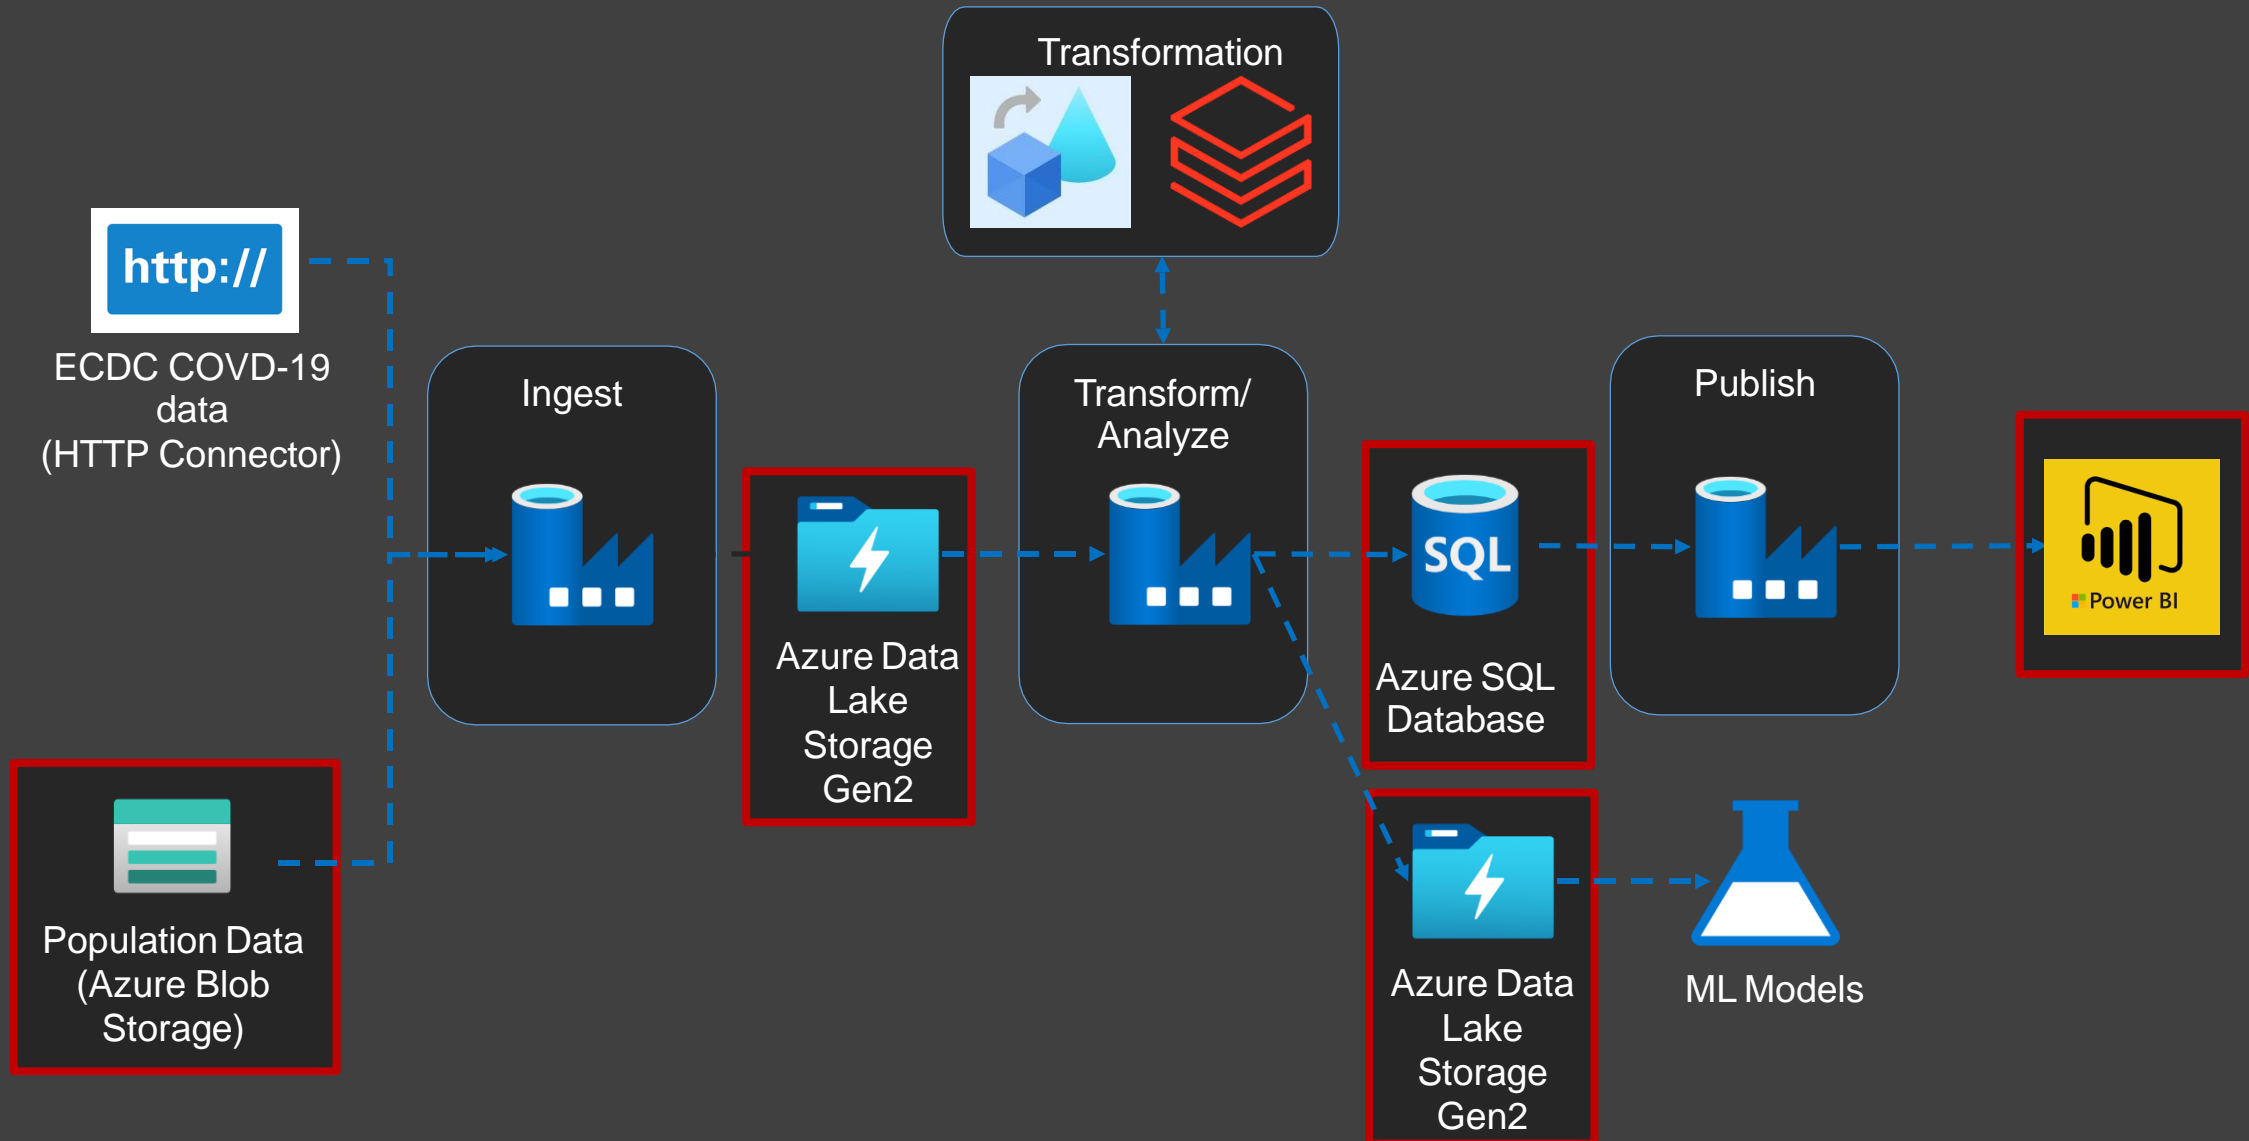 Transformation
http://
ECDC COVD-19
data
(HTTP Connector)
Ingest
Transform/
Analyze
Publish
SQL
Power BI
Azure Data
Lake
Storage
Gen2
Azure SQL
Database
Population Data
(Azure Blob
Storage)
Azure Data
Lake
Storage
Gen2
ML Models